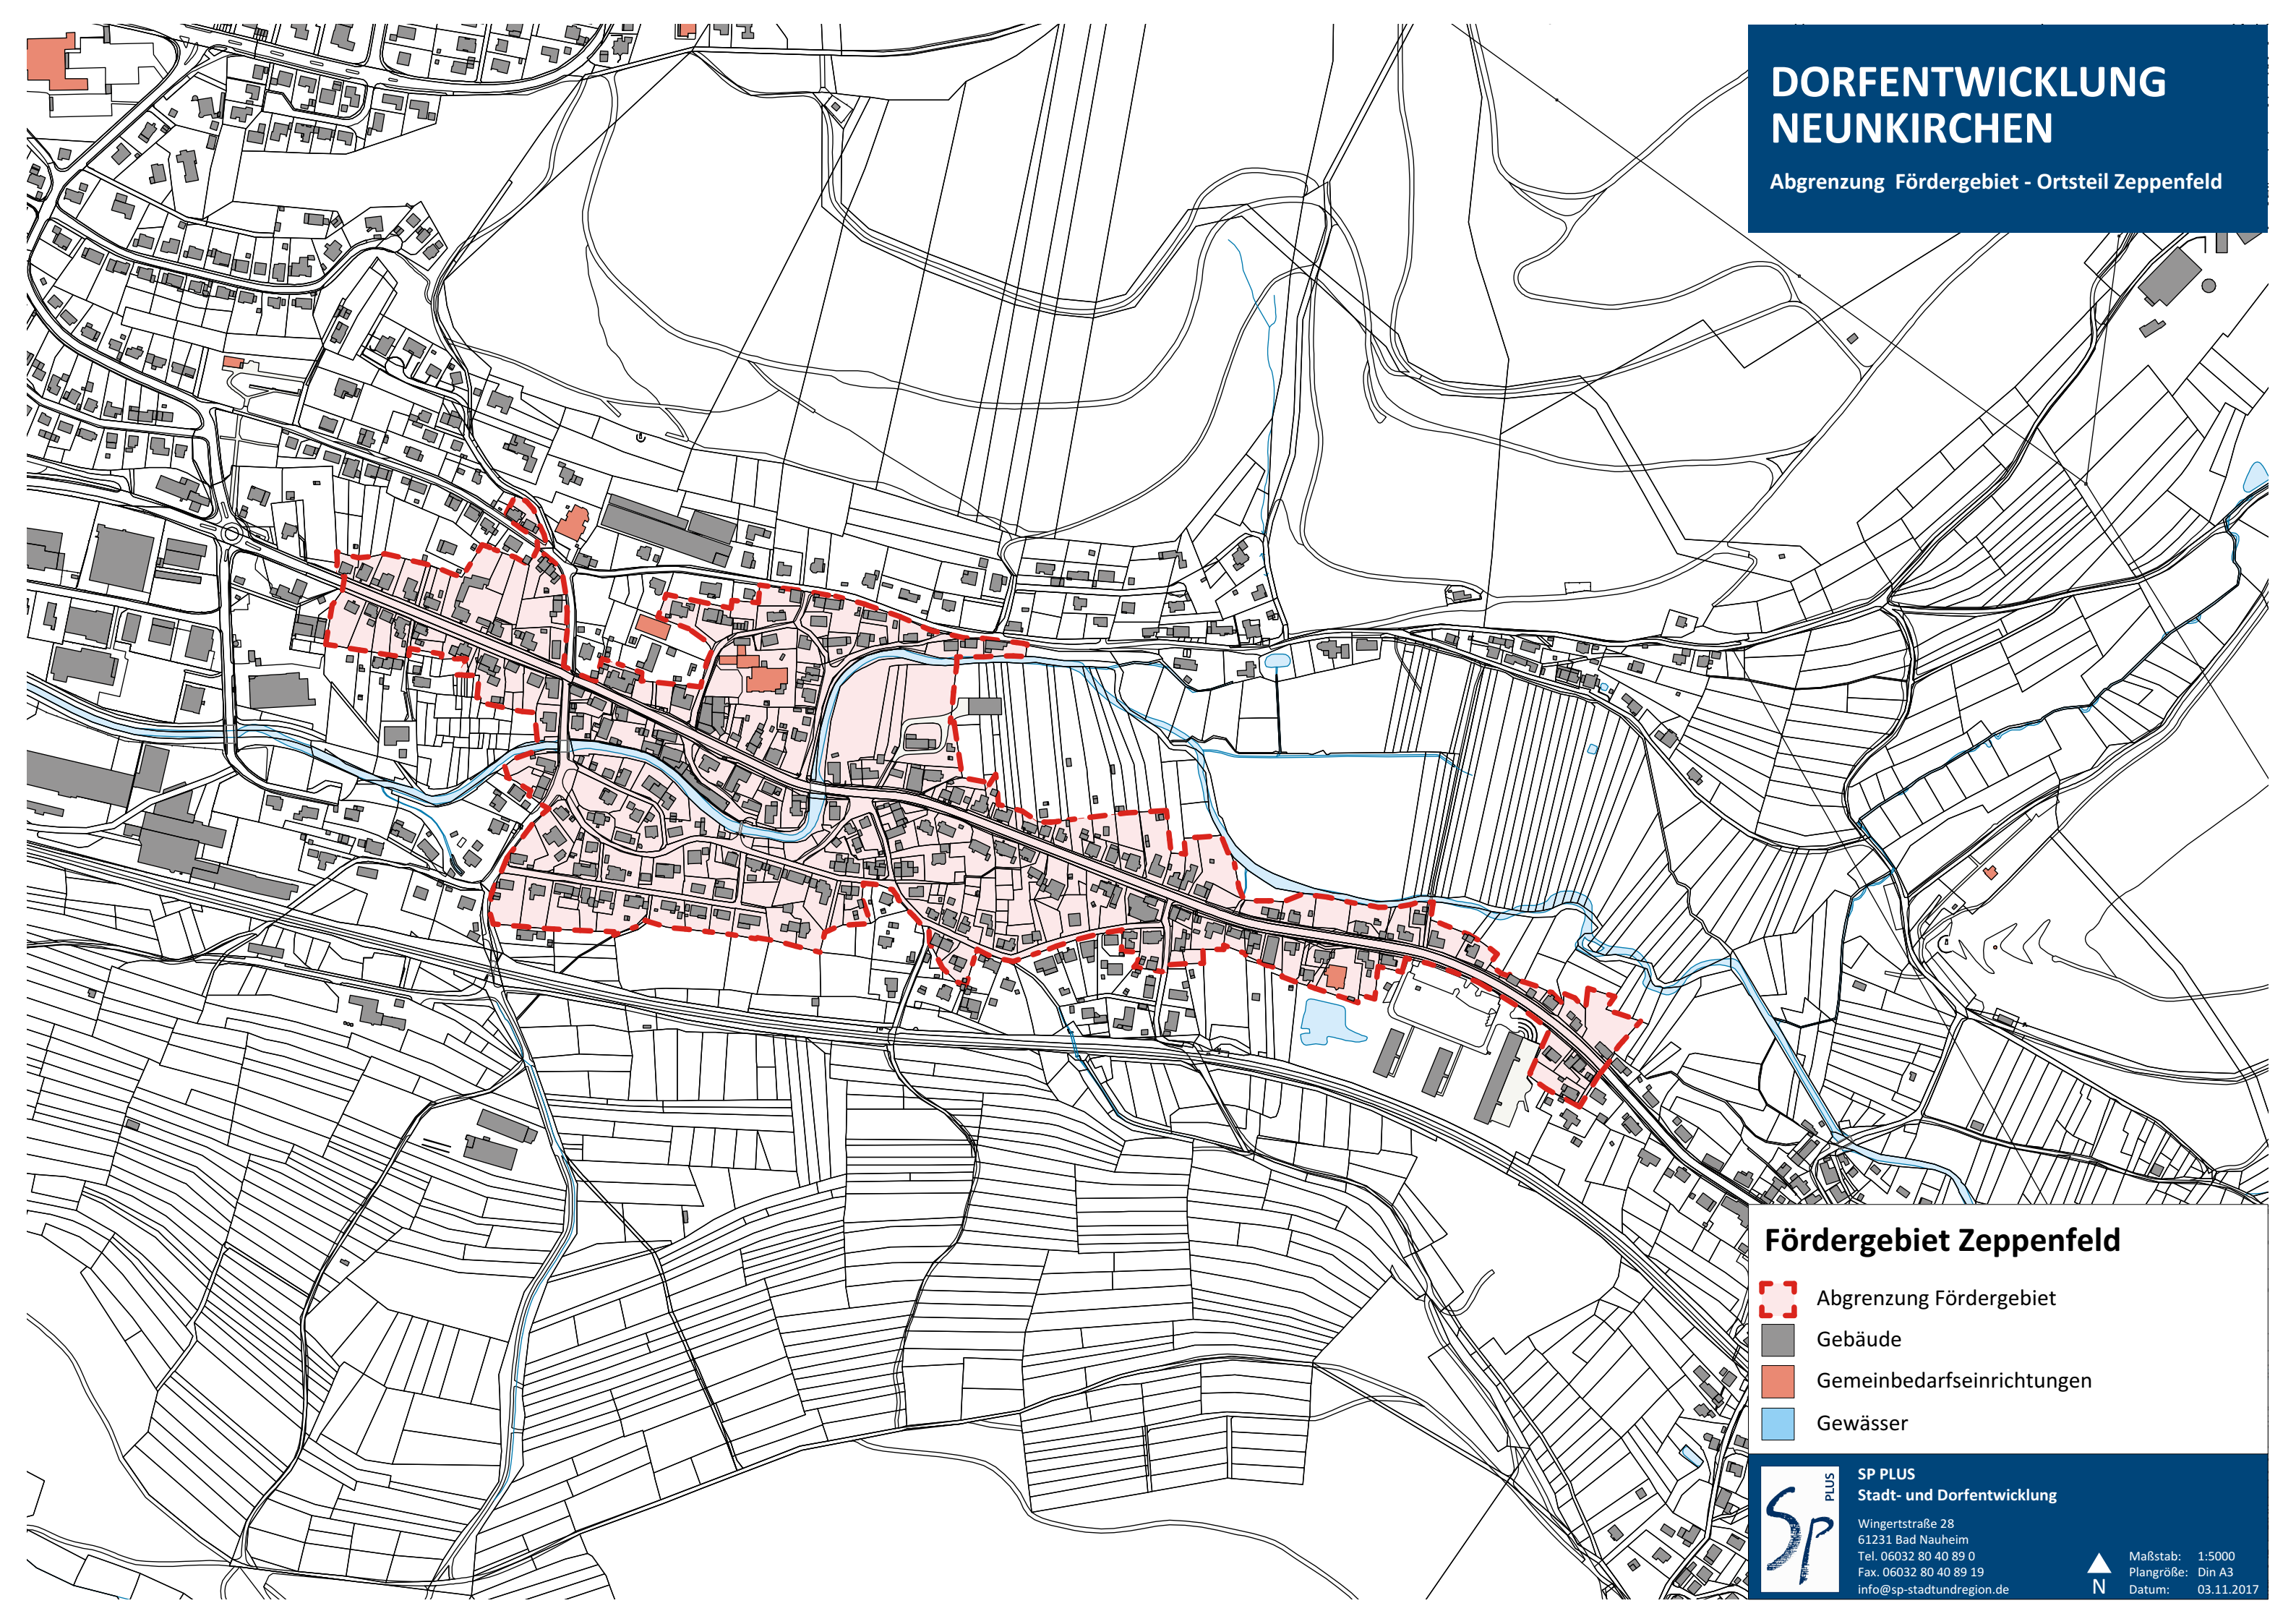 DORFENTWICKLUNG
NEUNKIRCHEN
Abgrenzung Fördergebiet - Ortsteil Zeppenfeld
Fördergebiet Zeppenfeld
Abgrenzung Fördergebiet
Gebäude
Gemeinbedarfseinrichtungen
Gewässer
SP PLUS
SP PLUS
Stadt- und Dorfentwicklung
Wingertstraße 28
61231 Bad Nauheim
Tel. 06032 80 40 89 0
Fax. 06032 80 40 89 19
info@sp-stadtundregion.de
N
Maßstab: 1:5000
Plangröße: Din A3
Datum: 03.11.2017